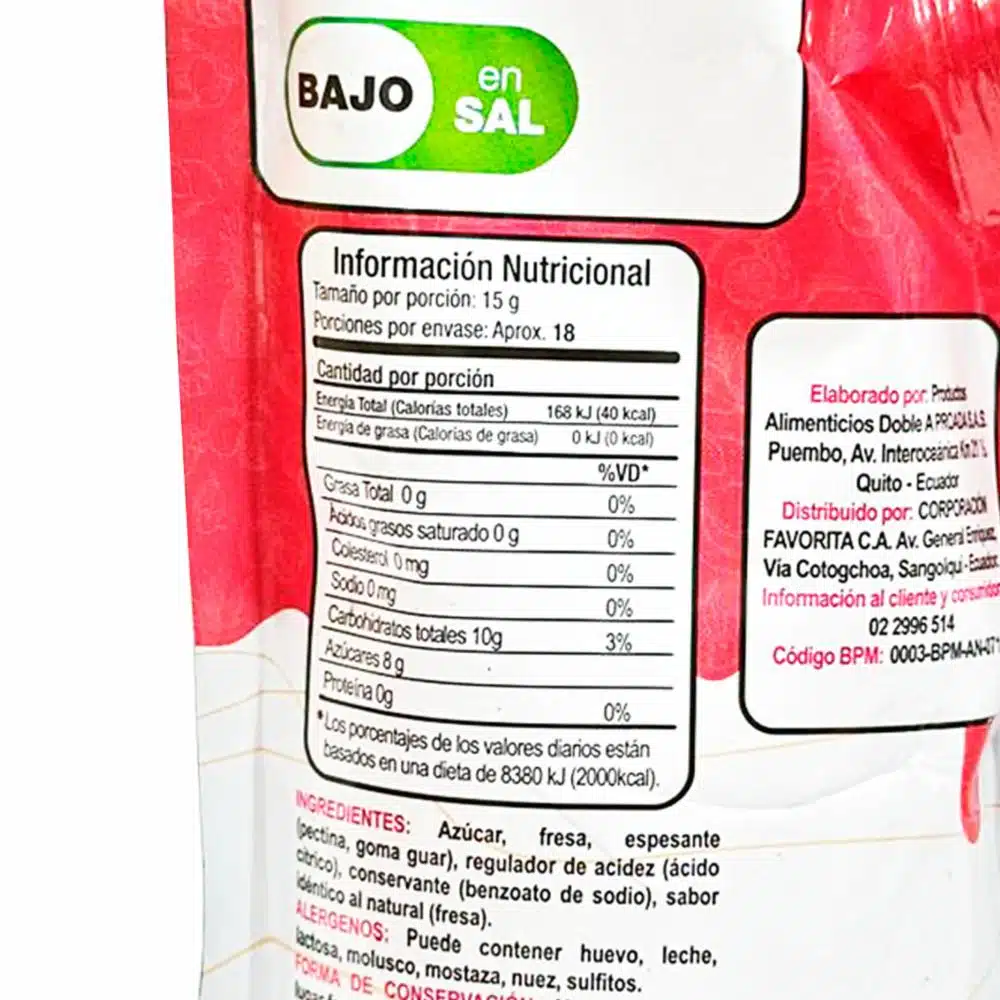 BAJO
en
SAL
Información Nutricional
Tamaño por porción: 15 g
Porciones por envase: Aprox. 18
Cantidad por porción
Energía Total (Calorías totales) 168 kJ (40 kcal)
Energía de grasa (Calorías de grasa) 0 kJ (0 kcal)
%VD*
Grasa Total 0 g 0%
Ácidos grasos saturado 0 g 0%
Colesterol 0 mg 0%
Sodio 0 mg 0%
Carbohidratos totales 10g 3%
Azúcares 8 g
Proteína 0g 0%
*Los porcentajes de los valores diarios están
basados en una dieta de 8380 kJ (2000kcal).
INGREDIENTES: Azúcar, fresa, espesante
(pectina, goma guar), regulador de acidez (ácido
cítrico), conservante (benzoato de sodio), sabor
idéntico al natural (fresa).
ALERGENOS: Puede contener huevo, leche,
lactosa, molusco, mostaza, nuez, sulfitos.
FORMA DE CONSERVACIÓN:
lugar
Elaborado por: Productos
Alimenticios Doble A PROADA S.A.S.
Puembo, Av. Interoceánica Km 21 ½
Quito - Ecuador
Distribuido por: CORPORACIÓN
FAVORITA C.A. Av. General Enríquez,
Vía Cotogchoa, Sangolquí - Ecuador.
Información al cliente y consumidor
02 2996 514
Código BPM: 0003-BPM-AN-071